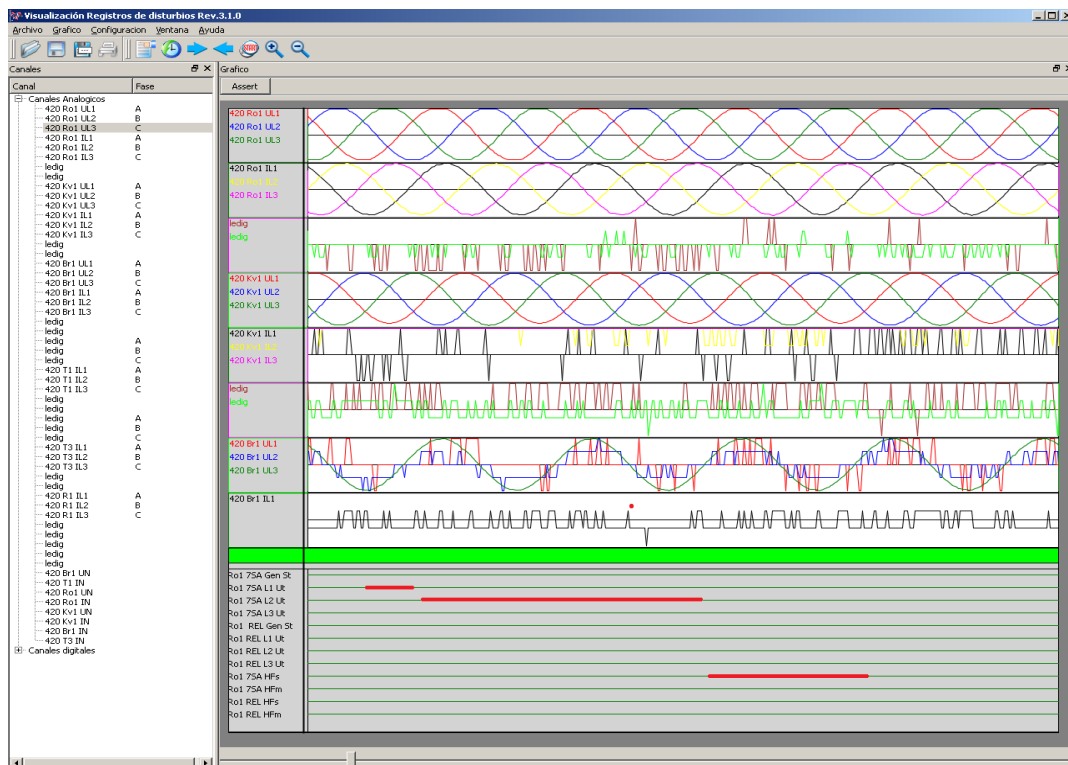 Visualización Registros de disturbios Rev.3.1.0
Archivo Grafico Configuracion Ventana Ayuda
Canales
Canal Fase
Canales Analogicos
420 Ro1 UL1 A
420 Ro1 UL2 B
420 Ro1 UL3 C
420 Ro1 IL1 A
420 Ro1 IL2 B
420 Ro1 IL3 C
ledig
ledig
420 Kv1 UL1 A
420 Kv1 UL2 B
420 Kv1 UL3 C
420 Kv1 IL1 A
420 Kv1 IL2 B
420 Kv1 IL3 C
ledig
ledig
420 Br1 UL1 A
420 Br1 UL2 B
420 Br1 UL3 C
420 Br1 IL1 A
420 Br1 IL2 B
420 Br1 IL3 C
ledig
ledig
ledig A
ledig B
ledig C
420 T1 IL1 A
420 T1 IL2 B
420 T1 IL3 C
ledig
ledig
ledig A
ledig B
ledig C
420 T3 IL1 A
420 T3 IL2 B
420 T3 IL3 C
ledig
ledig
420 R1 IL1 A
420 R1 IL2 B
420 R1 IL3 C
ledig
ledig
ledig
ledig
ledig
420 Br1 UN
420 T1 IN
420 Ro1 UN
420 Ro1 IN
420 Kv1 UN
420 Kv1 IN
420 Br1 IN
420 T3 IN
Canales digitales
Grafico
Assert
420 Ro1 UL1
420 Ro1 UL2
420 Ro1 UL3
420 Ro1 IL1
420 Ro1 IL2
420 Ro1 IL3
ledig
ledig
420 Kv1 UL1
420 Kv1 UL2
420 Kv1 UL3
420 Kv1 IL1
420 Kv1 IL2
420 Kv1 IL3
ledig
ledig
420 Br1 UL1
420 Br1 UL2
420 Br1 UL3
420 Br1 IL1
Ro1 7SA Gen St
Ro1 7SA L1 Ut
Ro1 7SA L2 Ut
Ro1 7SA L3 Ut
Ro1 REL Gen St
Ro1 REL L1 Ut
Ro1 REL L2 Ut
Ro1 REL L3 Ut
Ro1 7SA HFs
Ro1 7SA HFm
Ro1 REL HFs
Ro1 REL HFm